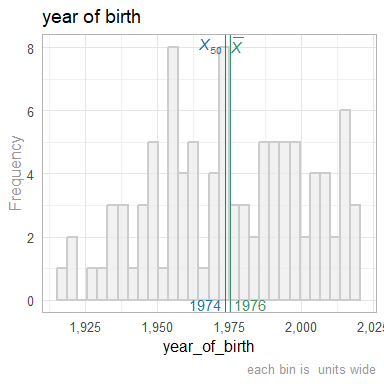 year of birth
X50 X̅
8
6
4
2
0
Frequency
1974 1976
1,925 1,950 1,975 2,000 2,025
year_of_birth
each bin is  units wide